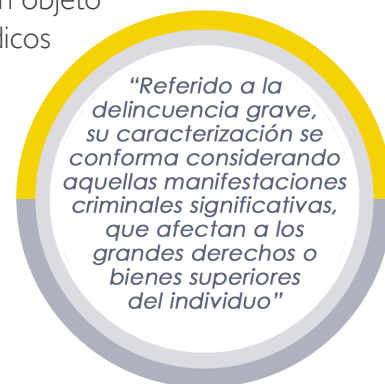 objeto
dicos
“Referido a la
delincuencia grave,
su caracterización se
conforma considerando
aquellas manifestaciones
criminales significativas,
que afectan a los
grandes derechos o
bienes superiores
del individuo”